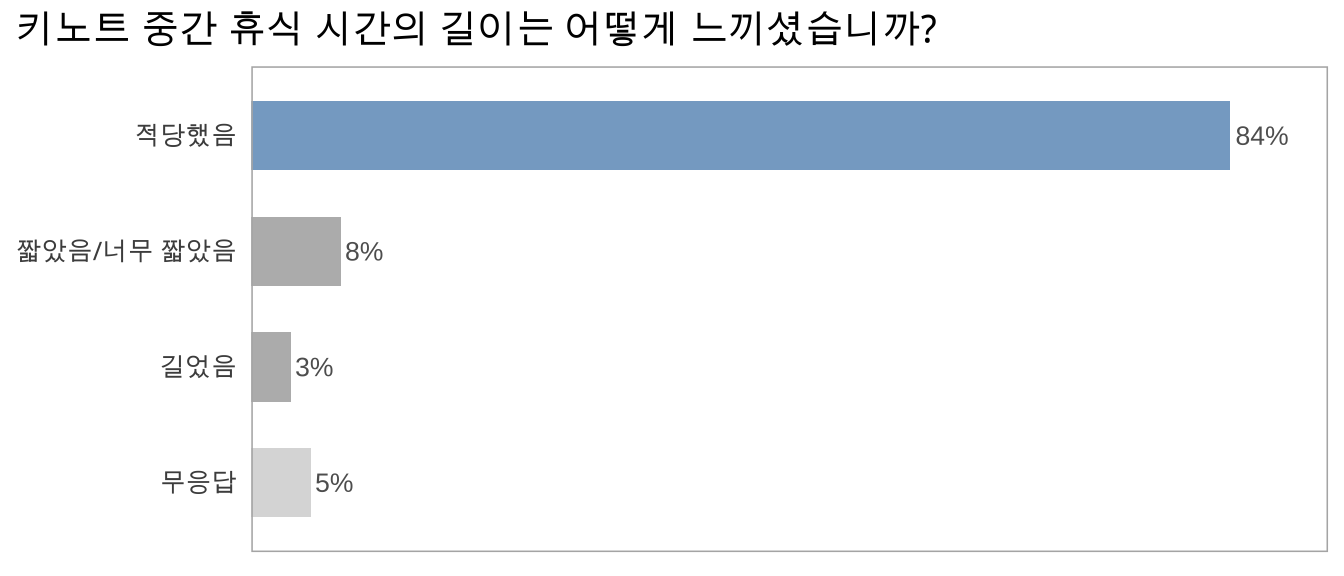 키노트 중간 휴식 시간의 길이는 어떻게 느끼셨습니까?
적당했음 84%
짧았음/너무 짧았음 8%
길었음 3%
무응답 5%